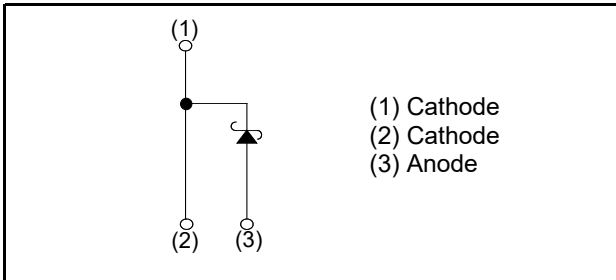 (1)
(1) Cathode
(2) Cathode
(3) Anode
(2) (3)